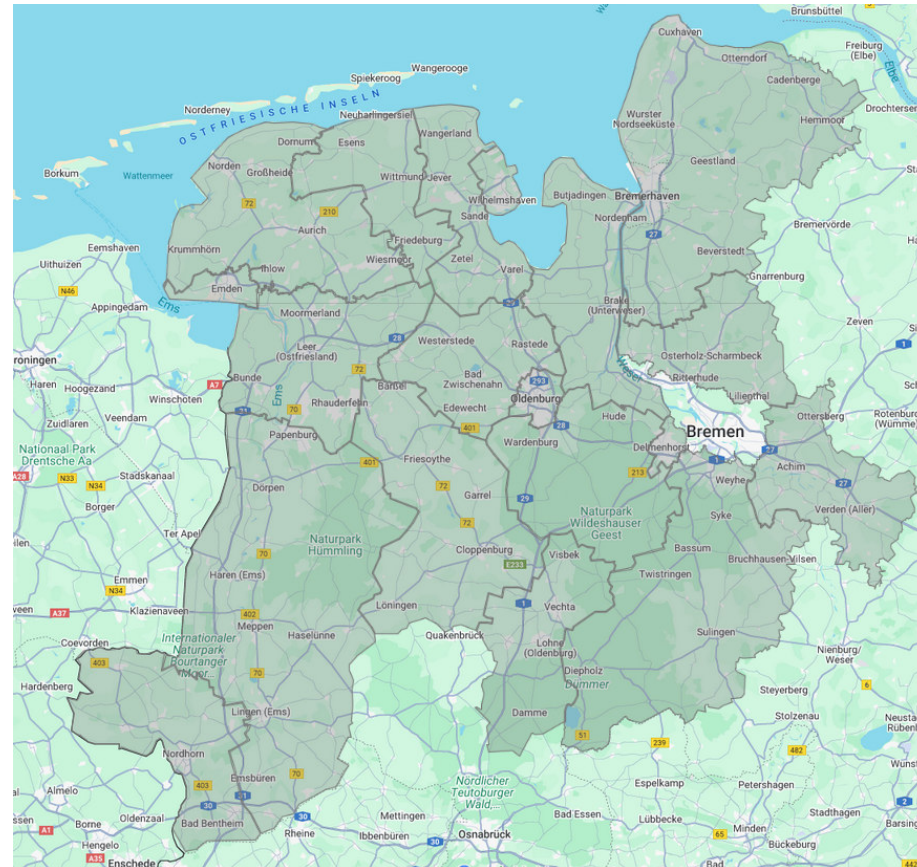 Brunsbüttel
Cuxhaven
Otterndorf
Freiburg
(Elbe)
Elbe
Wangerooge
Spiekeroog
Cadenberge
Drochtersen
Norderney
OSTFRIESISCHE INSELN
Neuharlingersiel
Wurster
Nordseeküste
Hemmoor
Dornum
Esens
Wangerland
Borkum
Wattenmeer
Norden
Großheide
Wittmund
Jever
Geestland
Wilhelmshaven
Butjadingen
Bremerhaven
72
210
Sande
Nordenham
Bremervörde
Eemshaven
Krummhörn
Aurich
Friedeburg
27
Uithuizen
Wiesmoor
Zetel
Varel
Beverstedt
Ihlow
Gnarrenburg
N46
Appingedam
Ems
Emden
Brake
(Unterweser)
Moormerland
Zeven
28
Westerstede
Rastede
1
Leer
(Ostfriesland)
Osterholz-Scharmbeck
Haren
Hoogezand
Winschoten
A7
Bunde
Ems
72
Barßel
Bad
Zwischenahn
293
Oldenburg
Weser
Ritterhude
Lilienthal
Veendam
Zuidlaren
70
Rhauderfehn
Edewecht
Hude
Ottersberg
Rotenburg
(Wümme)
Papenburg
401
Wardenburg
28
Delmenhorst
Bremen
Nationaal Park
Drentsche Aa
A28
N33
N34
Stadskanaal
401
Friesoythe
1
27
Achim
Dörpen
72
213
Weyhe
27
Borger
Garrel
29
Syke
Verden (Aller)
Ter Apel
Naturpark
Hümmling
72
Naturpark
Wildeshauser
Geest
70
Cloppenburg
Visbek
Bassum
Bruchhausen-Vilsen
Emmen
N34
Haren (Ems)
E233
Twistringen
A37
Klazienaveen
402
Löningen
1
Vechta
Meppen
Haselünne
Quakenbrück
Sulingen
Coevorden
Internationaler
Naturpark
Bourtanger
Moor...
Lohne
(Oldenburg)
Nienburg/
Weser
403
70
Diepholz
Dümmer
Hardenberg
Steyerberg
6
Lingen (Ems)
Damme
Stolzenau
51
Nordhorn
239
482
Emsbüren
70
Nördlicher
Teutoburger
Wald,...
Espelkamp
Petershagen
403
Almelo
30
31
Mettingen
Bad Essen
Lübbecke
Stadthagen
2
A1
Borne
Oldenzaal
Bad Bentheim
30
Rheine
Ibbenbüren
30
Osnabrück
65
Minden
Hengelo
Bückeburg
A35
Enschede
Bad